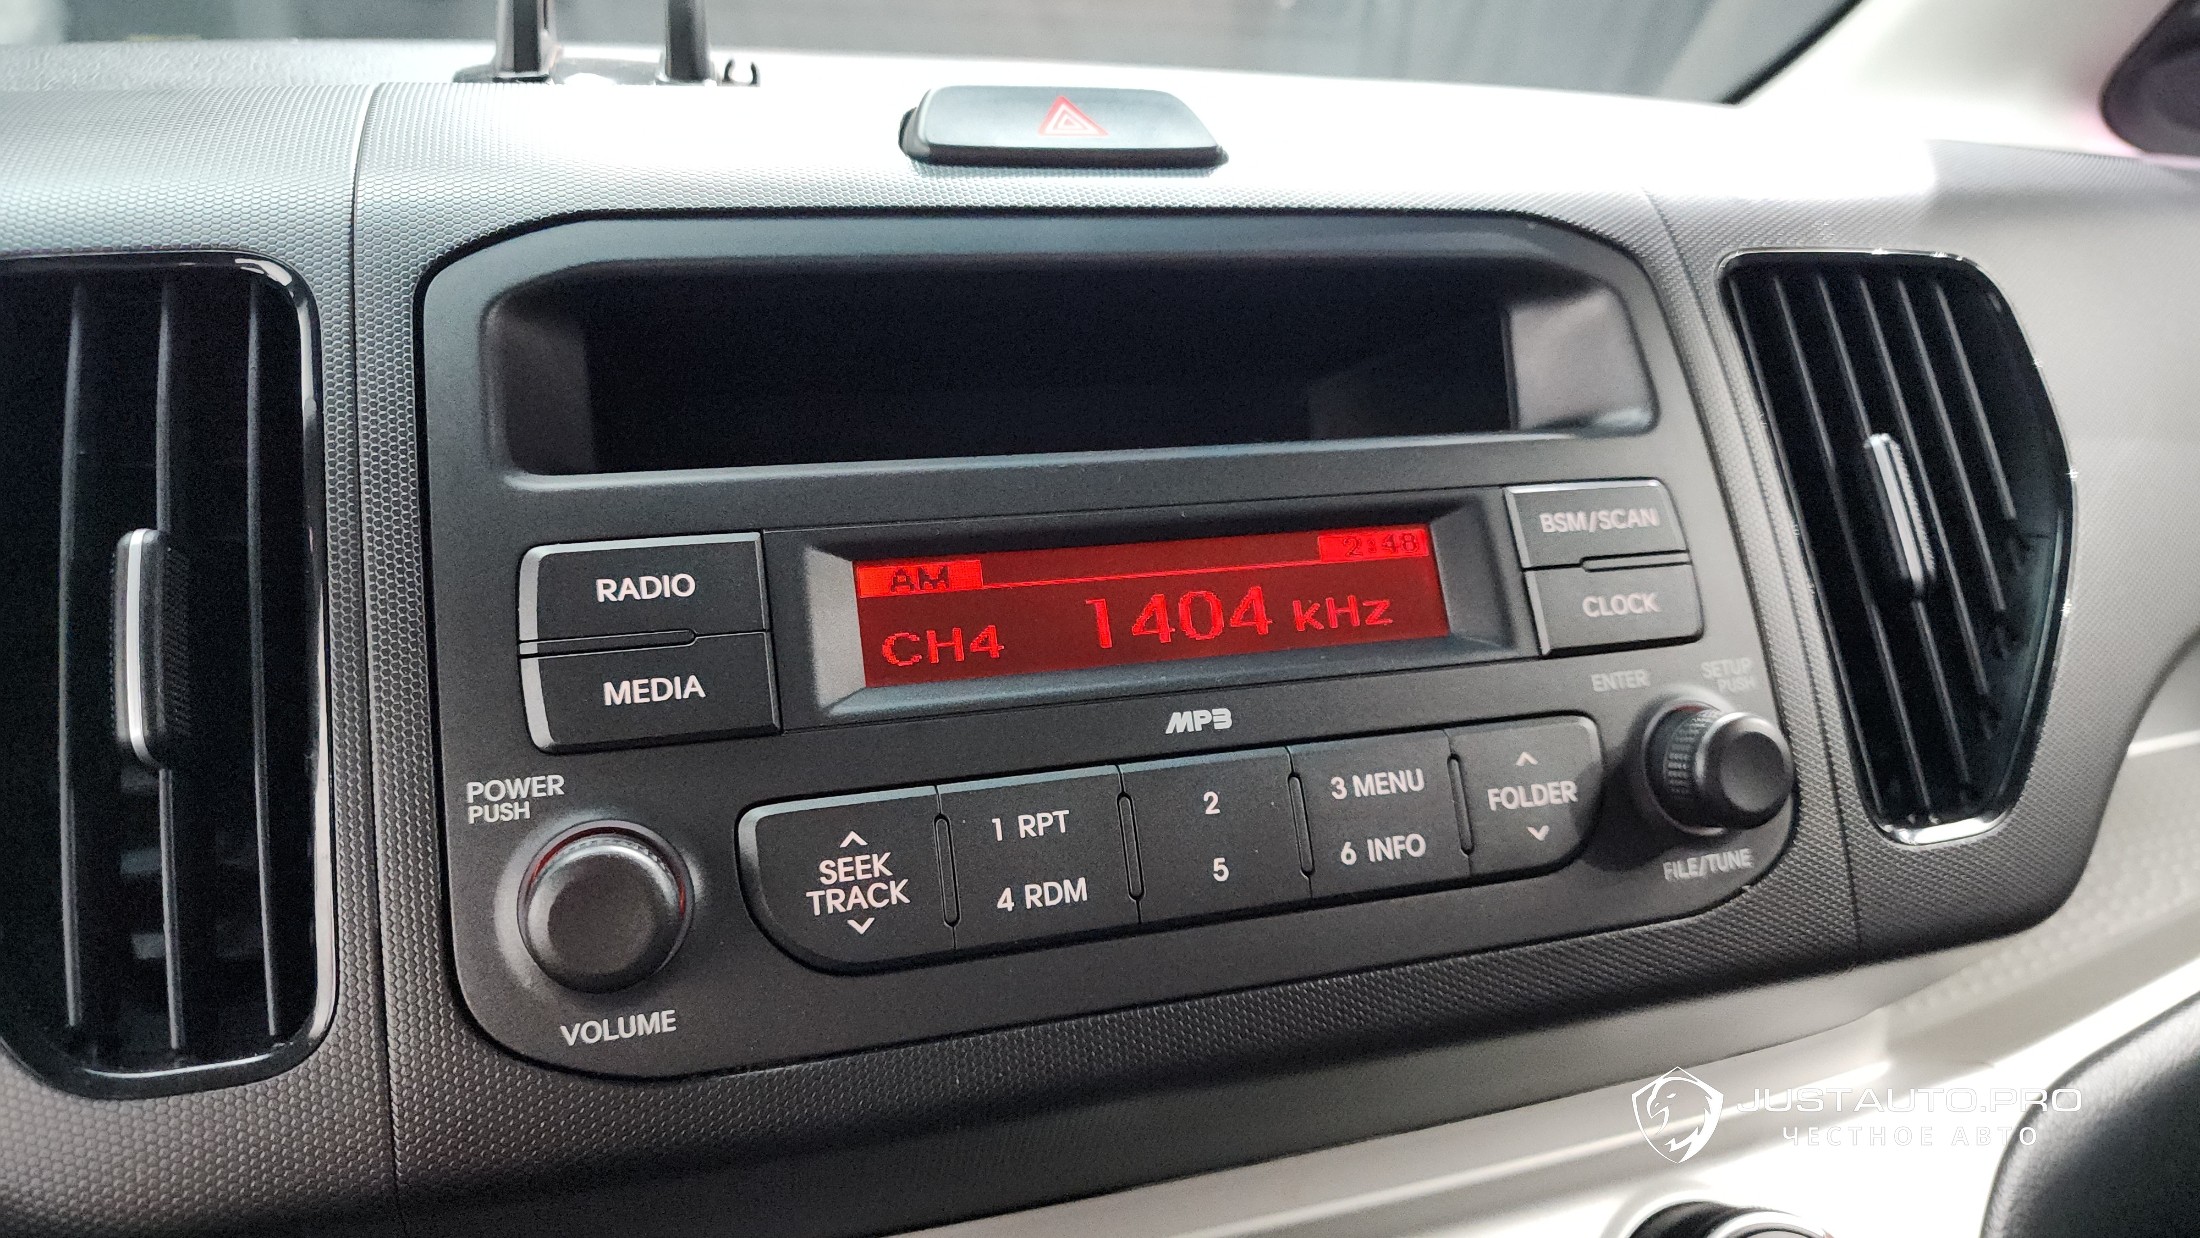 AM
2:48
CH4 1404 kHz
RADIO
MEDIA
BSM/SCAN
CLOCK
MP3
ENTER
SETUP
PUSH
POWER
PUSH
VOLUME
SEEK
TRACK
1 RPT
4 RDM
2
5
3 MENU
6 INFO
FOLDER
FILE/TUNE
JUSTAUTO.PRO
ЧЕСТНОЕ АВТО